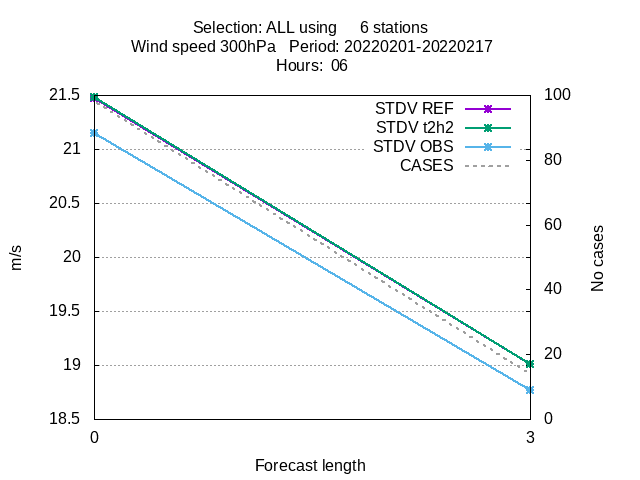 Selection: ALL using 6 stations
Wind speed 300hPa Period: 20220201-20220217
Hours: 06
21.5
21
20.5
20
19.5
19
18.5
100
80
60
40
20
0
STDV REF
STDV t2h2
STDV OBS
CASES
m/s
No cases
0
3
Forecast length